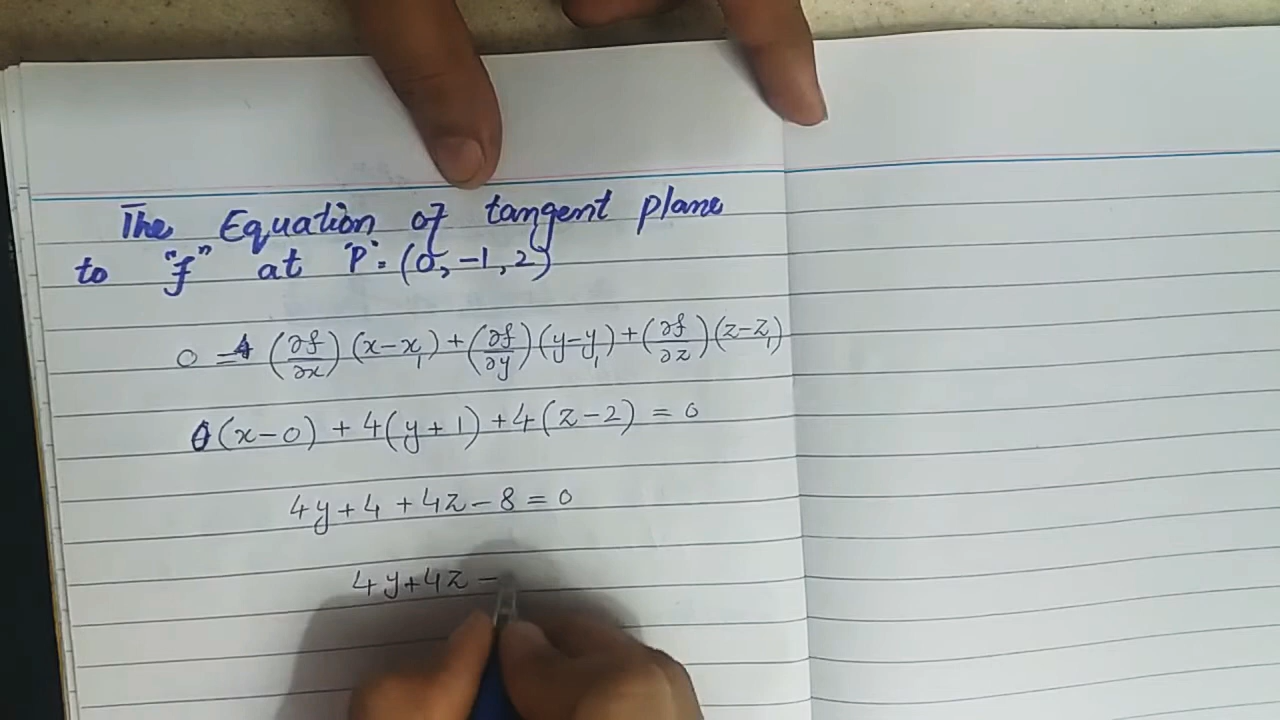 The Equation of tangent plane
to "f" at "P": (0, -1, 2)
0 = (∂f/∂x) (x-x₁) + (∂f/∂y) (y-y₁) + (∂f/∂z) (z-z₁)
0(x-0) + 4(y+1) + 4(z-2) = 0
4y+4 + 4z-8 = 0
4y+4z -